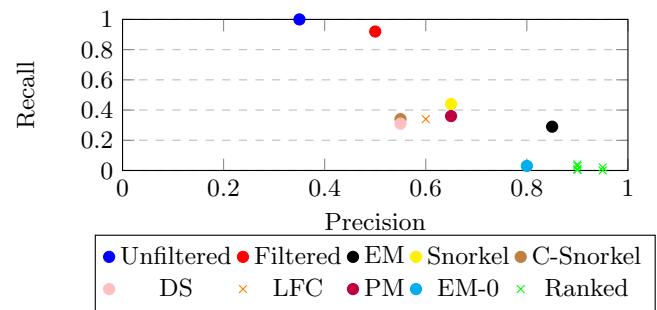 1
0.8
0.6
0.4
0.2
0
Recall
0 0.2 0.4 0.6 0.8 1
Precision
Unfiltered Filtered EM Snorkel C-Snorkel
DS LFC PM EM-0 Ranked